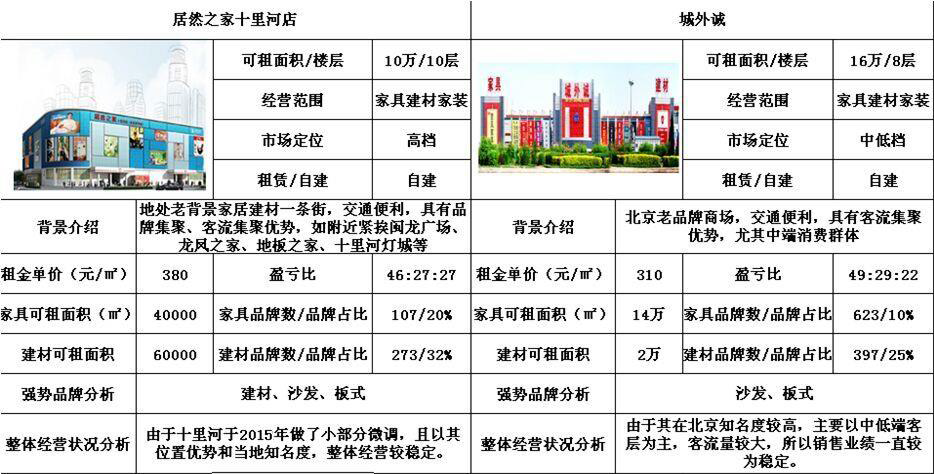 居然之家十里河店
可租面积/楼层 10万/10层
经营范围 家具建材家装
市场定位 高档
租赁/自建 自建
背景介绍
地处老背景家居建材一条街，交通便利，具有品
牌集聚、客流集聚优势，如附近紧挨闽龙广场、
龙凤之家、地板之家、十里河灯城等
租金单价（元/㎡） 380 盈亏比 46:27:27
家具可租面积（㎡） 40000 家具品牌数/品牌占比 107/20%
建材可租面积 60000 建材品牌数/品牌占比 273/32%
强势品牌分析 建材、沙发、板式
整体经营状况分析
由于十里河于2015年做了小部分微调，且以其
位置优势和当地知名度，整体经营较稳定。
城外诚
家具
城外诚
建材
可租面积/楼层 16万/8层
经营范围 家具建材家装
市场定位 中低档
租赁/自建 自建
背景介绍
北京老品牌商场，交通便利，具有客流集聚
优势，尤其中端消费群体
租金单价（元/㎡） 310 盈亏比 49:29:22
家具可租面积（㎡） 14万 家具品牌数/品牌占比 623/10%
建材可租面积 2万 建材品牌数/品牌占比 397/25%
强势品牌分析 沙发、板式
整体经营状况分析
由于其在北京知名度较高，主要以中低端客
层为主，客流量较大，所以销售业绩一直较
为稳定。